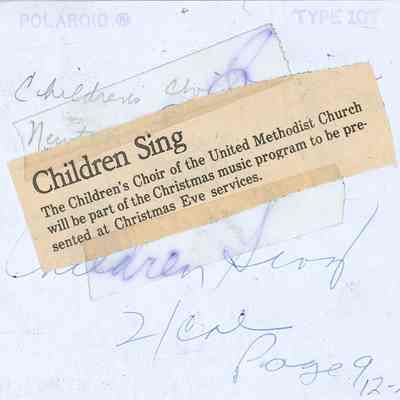 POLAROID ® TYPE 107
Children's Choir
Children Sing
The Children's Choir of the United Methodist Church
will be part of the Christmas music program to be pre-
sented at Christmas Eve services.
Children Sing
2/col
Page 9